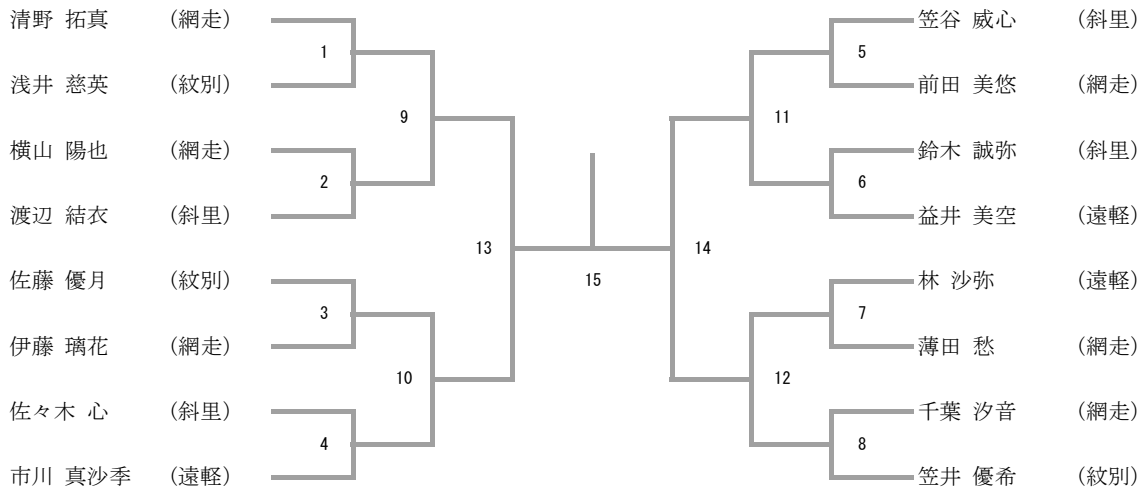 清野 拓真 (網走)
1
浅井 慈英 (紋別)
9
横山 陽也 (網走)
2
渡辺 結衣 (斜里)
13
佐藤 優月 (紋別)
3
伊藤 璃花 (網走)
10
佐々木 心 (斜里)
4
市川 真沙季 (遠軽)
15
笠谷 威心 (斜里)
5
前田 美悠 (網走)
11
鈴木 誠弥 (斜里)
6
益井 美空 (遠軽)
14
林 沙弥 (遠軽)
7
薄田 愁 (網走)
12
千葉 汐音 (網走)
8
笠井 優希 (紋別)